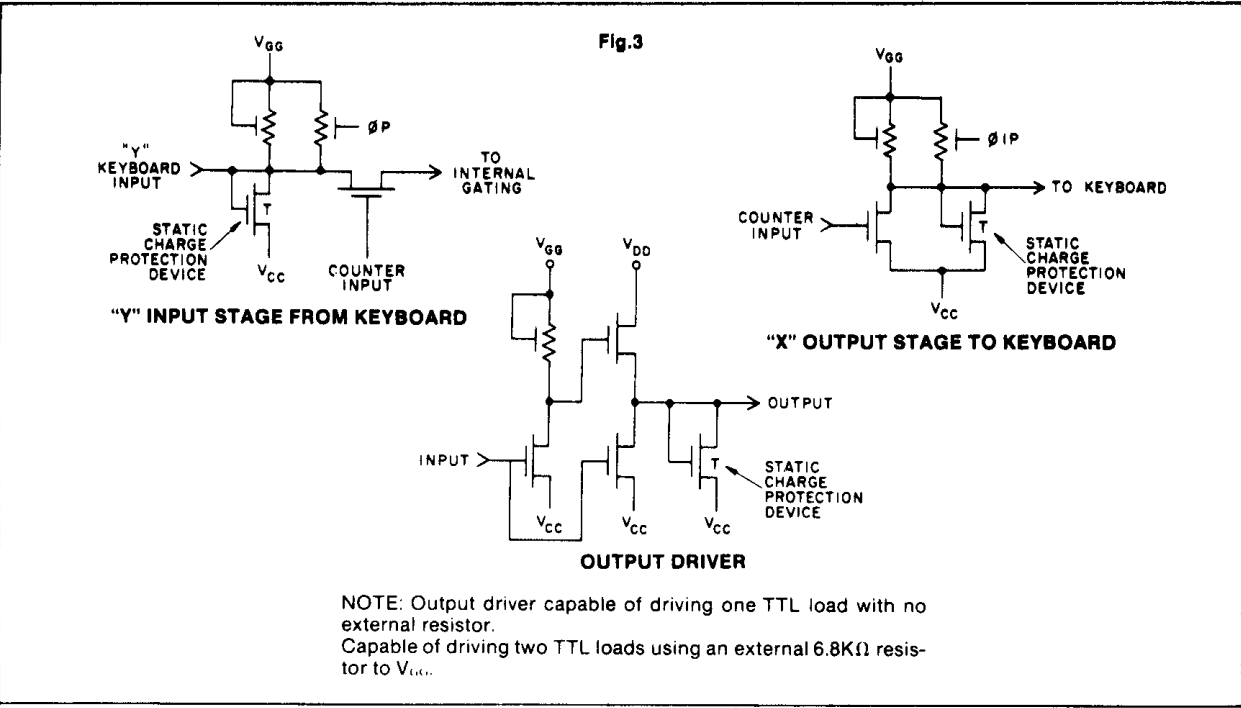 Fig.3
VGG
ØP
"Y"
KEYBOARD
INPUT
TO
INTERNAL
GATING
T
STATIC
CHARGE
PROTECTION
DEVICE
VCC
COUNTER
INPUT
"Y" INPUT STAGE FROM KEYBOARD
VGG
Ø1P
TO KEYBOARD
COUNTER
INPUT
T
STATIC
CHARGE
PROTECTION
DEVICE
VCC
"X" OUTPUT STAGE TO KEYBOARD
VGG
VDD
OUTPUT
INPUT
T
STATIC
CHARGE
PROTECTION
DEVICE
VCC
VCC
VCC
OUTPUT DRIVER
NOTE: Output driver capable of driving one TTL load with no
external resistor.
Capable of driving two TTL loads using an external 6.8KΩ resis-
tor to VGG.